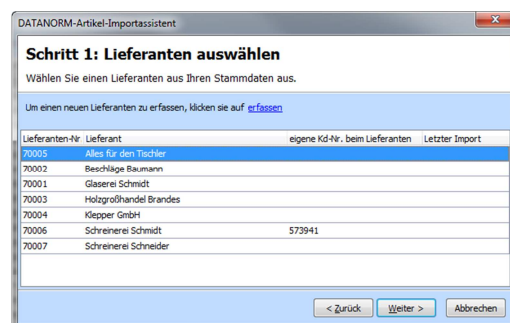 DATANORM-Artikel-Importassistent
Schritt 1: Lieferanten auswählen
Wählen Sie einen Lieferanten aus Ihren Stammdaten aus.
Um einen neuen Lieferanten zu erfassen, klicken sie auf erfassen
Lieferanten-Nr Lieferant eigene Kd-Nr. beim Lieferanten Letzter Import
70005 Alles für den Tischler
70002 Beschläge Baumann
70001 Glaserei Schmidt
70003 Holzgroßhandel Brandes
70004 Klepper GmbH
70006 Schreinerei Schmidt 573941
70007 Schreinerei Schneider
< Zurück Weiter > Abbrechen